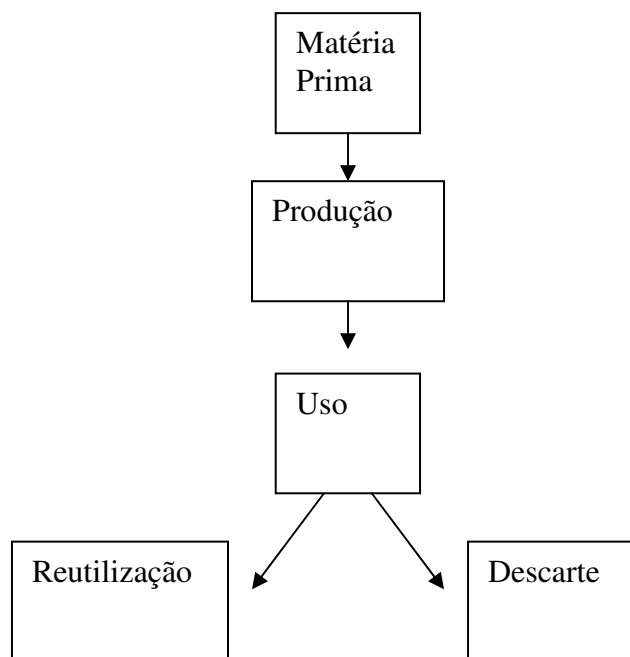 Matéria
Prima
Produção
Uso
Reutilização
Descarte